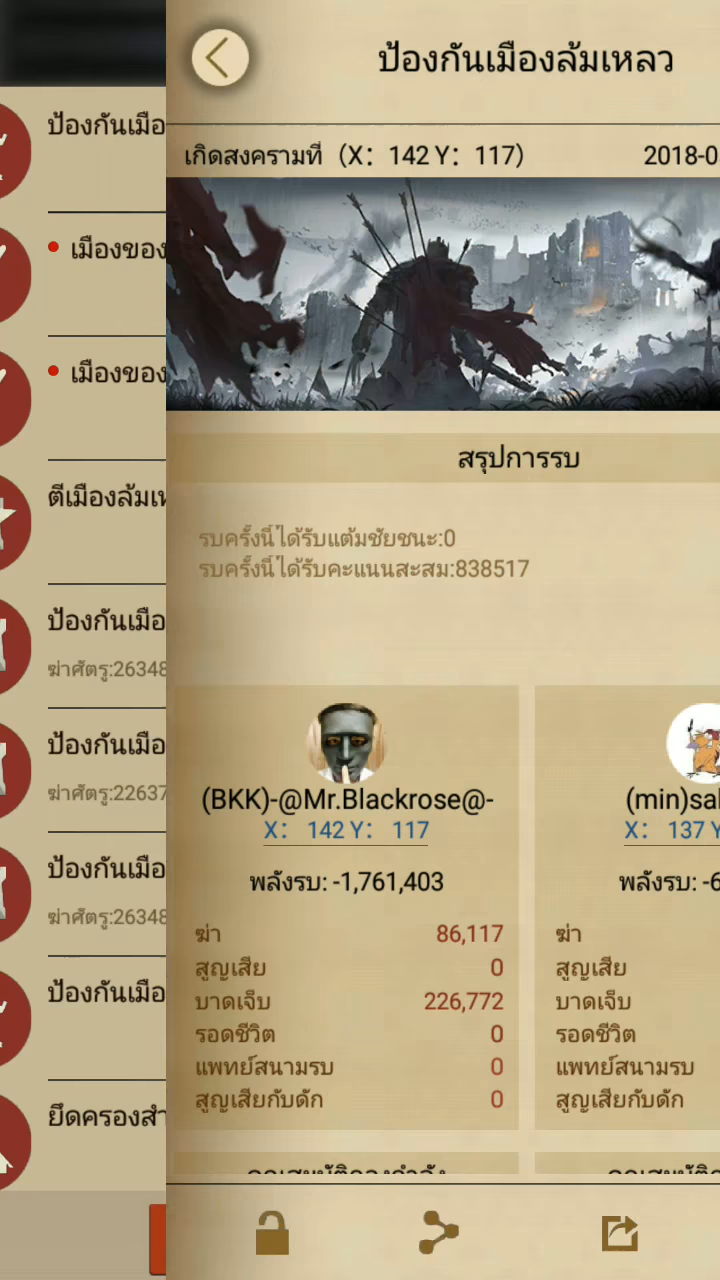 ป้องกันเมืองล้มเหลว
เกิดสงครามที่ (X: 142 Y: 117) 2018-0
สรุปการรบ
รบครั้งนี้ได้รับแต้มชัยชนะ:0
รบครั้งนี้ได้รับคะแนนสะสม:838517
(BKK)-@Mr.Blackrose@-
X: 142 Y: 117
พลังรบ: -1,761,403
ฆ่า 86,117
สูญเสีย 0
บาดเจ็บ 226,772
รอดชีวิต 0
แพทย์สนามรบ 0
สูญเสียกับดัก 0
(min)sal
X: 137 Y
พลังรบ: -6
ฆ่า
สูญเสีย
บาดเจ็บ
รอดชีวิต
แพทย์สนามรบ
สูญเสียกับดัก
ป้องกันเมือ
เมืองของ
เมืองของ
ตีเมืองล้มเห
ป้องกันเมือ
ฆ่าศัตรู:26348
ป้องกันเมือ
ฆ่าศัตรู:22637
ป้องกันเมือ
ฆ่าศัตรู:26348
ป้องกันเมือ
ยึดครองสำ